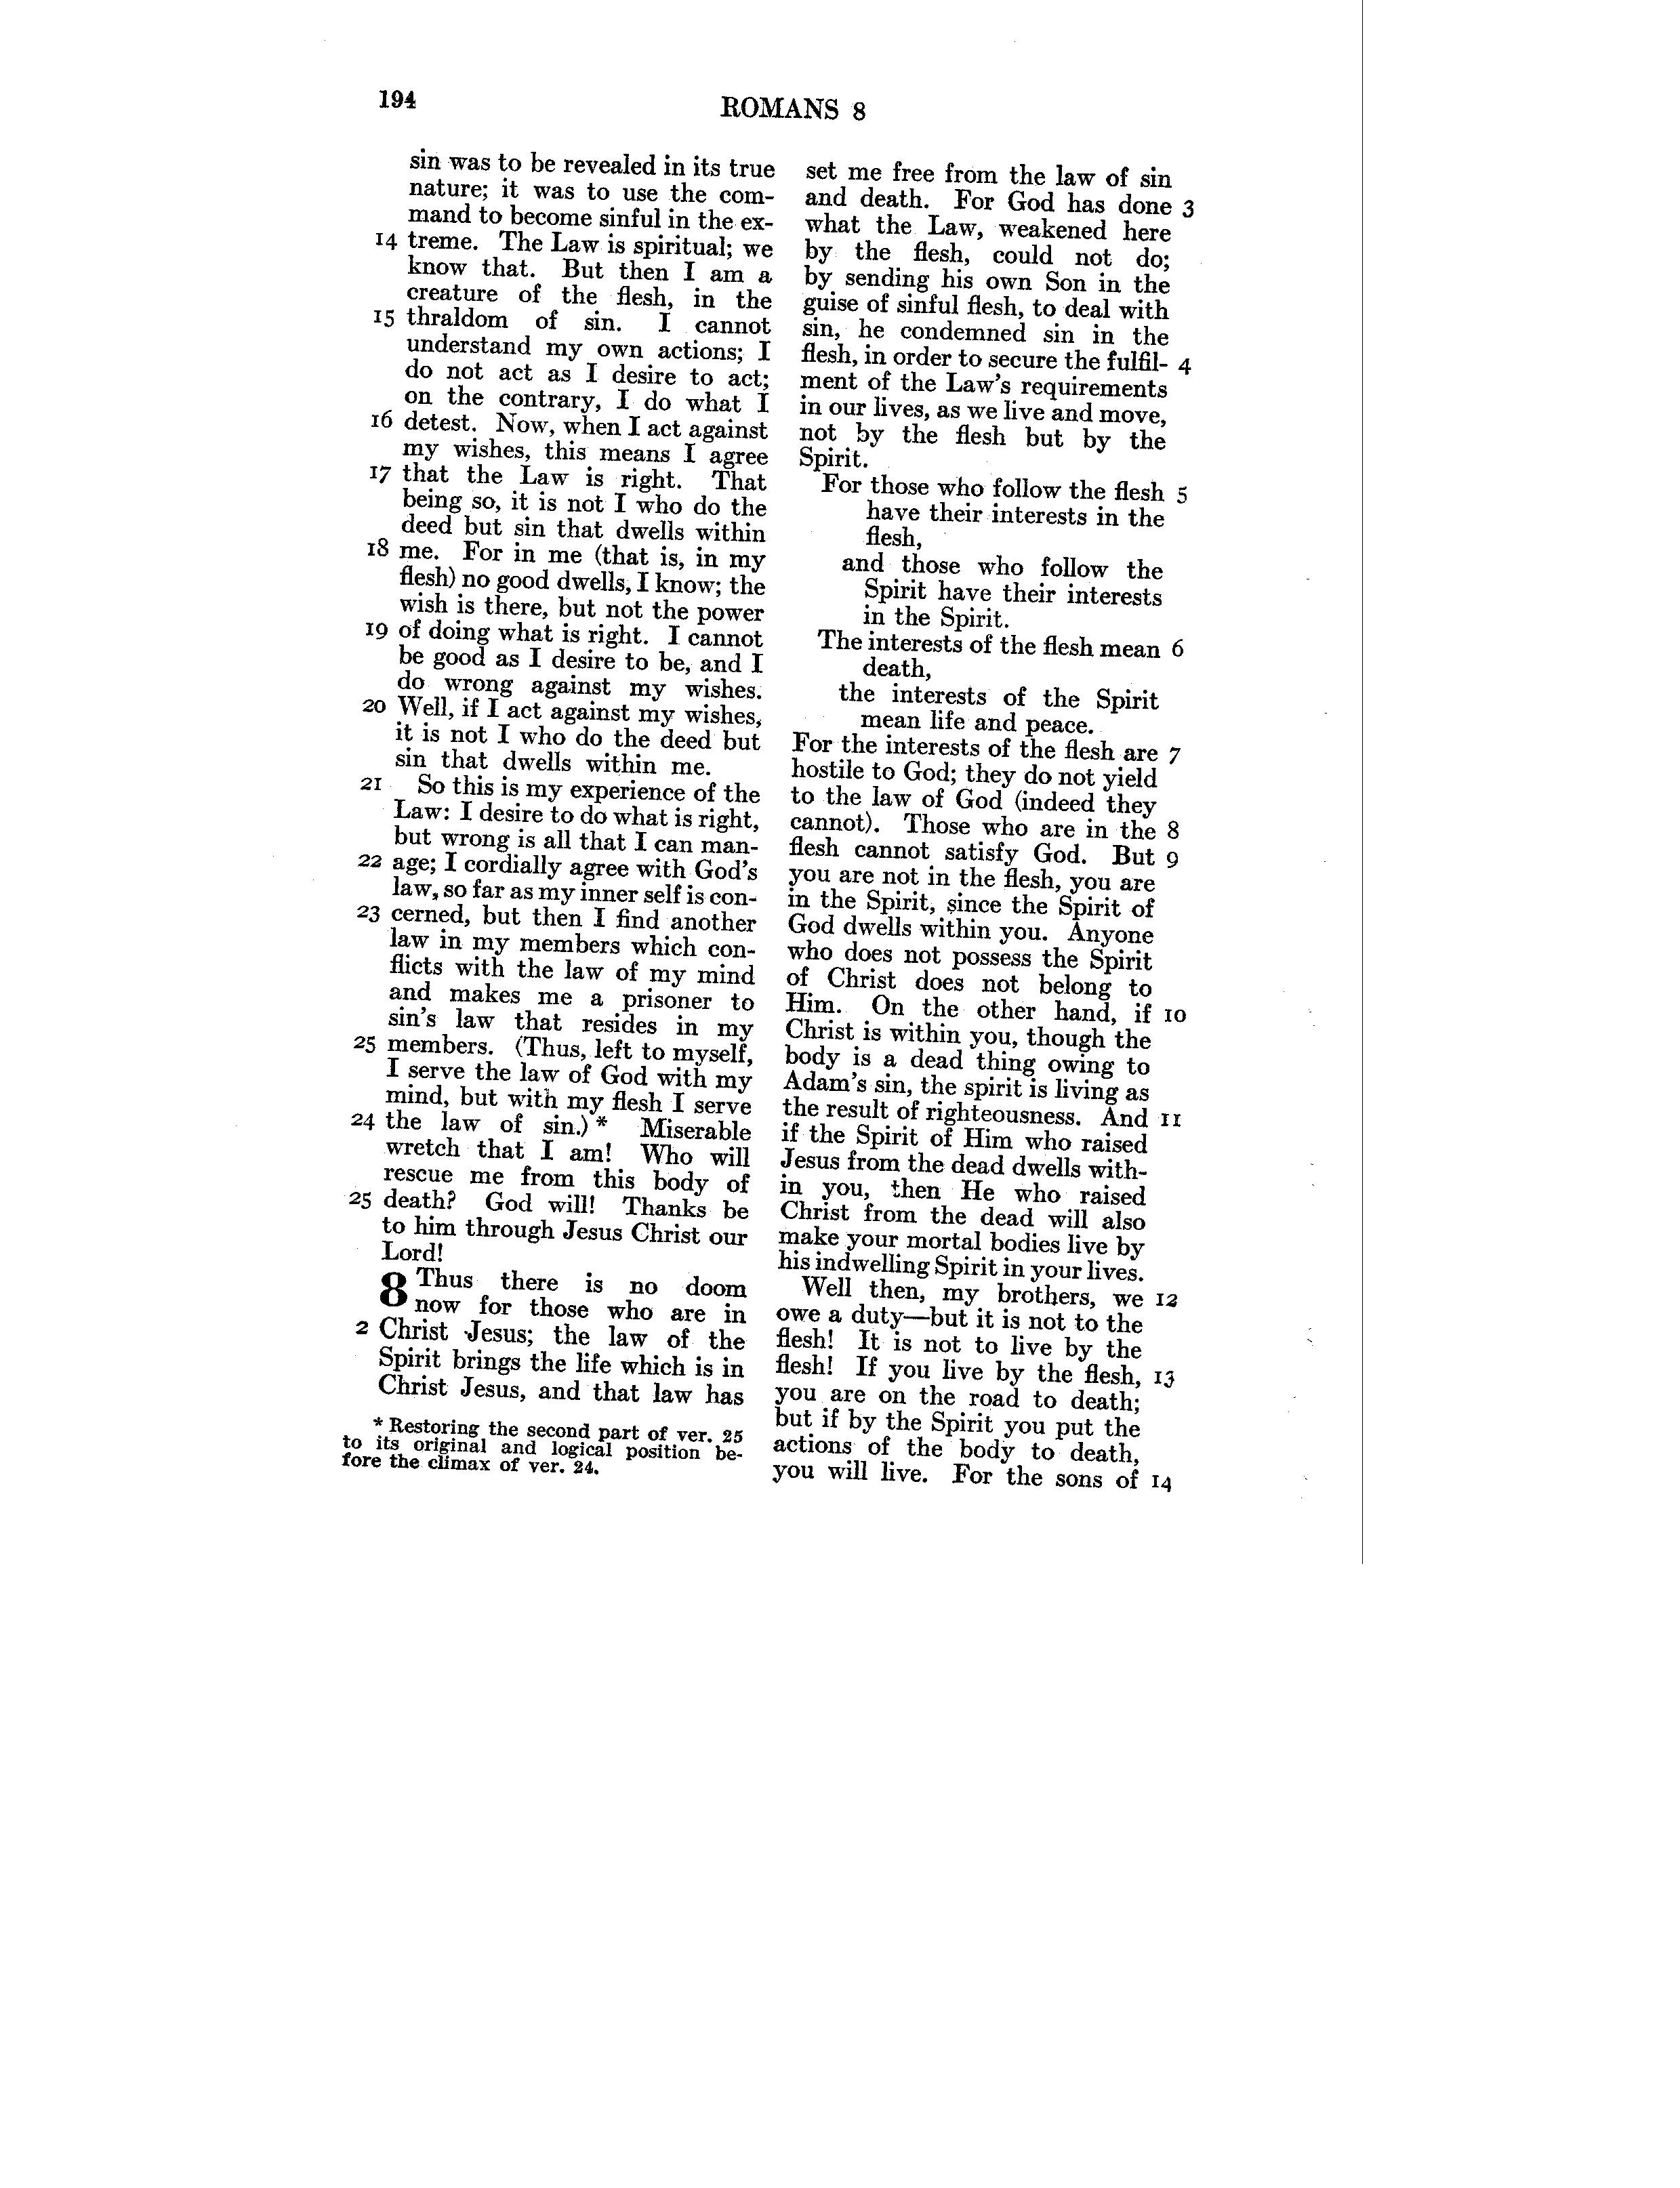 194
ROMANS 8
sin was to be revealed in its true
nature; it was to use the com-
mand to become sinful in the ex-
14 treme. The Law is spiritual; we
know that. But then I am a
creature of the flesh, in the
15 thraldom of sin. I cannot
understand my own actions; I
do not act as I desire to act;
on the contrary, I do what I
16 detest. Now, when I act against
my wishes, this means I agree
17 that the Law is right. That
being so, it is not I who do the
deed but sin that dwells within
18 me. For in me (that is, in my
flesh) no good dwells, I know; the
wish is there, but not the power
19 of doing what is right. I cannot
be good as I desire to be, and I
do wrong against my wishes.
20 Well, if I act against my wishes,
it is not I who do the deed but
sin that dwells within me.
21 So this is my experience of the
Law: I desire to do what is right,
but wrong is all that I can man-
22 age; I cordially agree with God's
law, so far as my inner self is con-
23 cerned, but then I find another
law in my members which con-
flicts with the law of my mind
and makes me a prisoner to
sin's law that resides in my
25 members. (Thus, left to myself,
I serve the law of God with my
mind, but with my flesh I serve
24 the law of sin.)* Miserable
wretch that I am! Who will
rescue me from this body of
25 death? God will! Thanks be
to him through Jesus Christ our
Lord!
8 Thus there is no doom
now for those who are in
2 Christ Jesus; the law of the
Spirit brings the life which is in
Christ Jesus, and that law has
* Restoring the second part of ver. 25
to its original and logical position be-
fore the climax of ver. 24.
set me free from the law of sin
and death. For God has done 3
what the Law, weakened here
by the flesh, could not do;
by sending his own Son in the
guise of sinful flesh, to deal with
sin, he condemned sin in the
flesh, in order to secure the fulfil- 4
ment of the Law's requirements
in our lives, as we live and move,
not by the flesh but by the
Spirit.
For those who follow the flesh 5
have their interests in the
flesh,
and those who follow the
Spirit have their interests
in the Spirit.
The interests of the flesh mean 6
death,
the interests of the Spirit
mean life and peace.
For the interests of the flesh are 7
hostile to God; they do not yield
to the law of God (indeed they
cannot). Those who are in the 8
flesh cannot satisfy God. But 9
you are not in the flesh, you are
in the Spirit, since the Spirit of
God dwells within you. Anyone
who does not possess the Spirit
of Christ does not belong to
Him. On the other hand, if 10
Christ is within you, though the
body is a dead thing owing to
Adam's sin, the spirit is living as
the result of righteousness. And 11
if the Spirit of Him who raised
Jesus from the dead dwells with-
in you, then He who raised
Christ from the dead will also
make your mortal bodies live by
his indwelling Spirit in your lives.
Well then, my brothers, we 12
owe a duty—but it is not to the
flesh! It is not to live by the
flesh! If you live by the flesh, 13
you are on the road to death;
but if by the Spirit you put the
actions of the body to death,
you will live. For the sons of 14